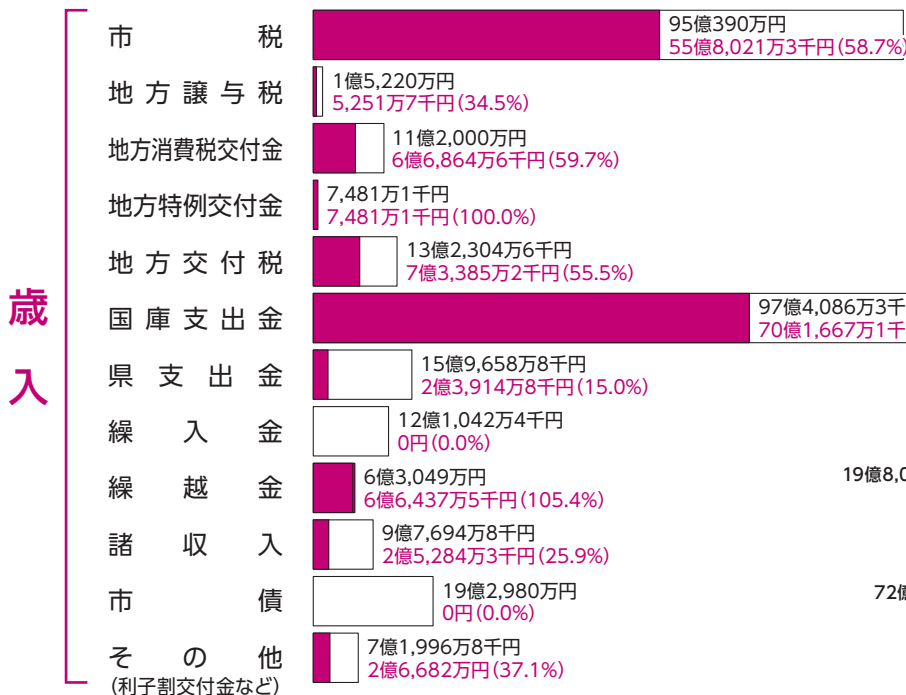 歳入
市税
95億390万円
55億8,021万3千円(58.7%)
地方譲与税
1億5,220万円
5,251万7千円(34.5%)
地方消費税交付金
11億2,000万円
6億6,864万6千円(59.7%)
地方特例交付金
7,481万1千円
7,481万1千円(100.0%)
地方交付税
13億2,304万6千円
7億3,385万2千円(55.5%)
国庫支出金
97億4,086万3千
70億1,667万1千
県支出金
15億9,658万8千円
2億3,914万8千円(15.0%)
繰入金
12億1,042万4千円
0円(0.0%)
繰越金
6億3,049万円
6億6,437万5千円(105.4%)
19億8,0
諸収入
9億7,694万8千円
2億5,284万3千円(25.9%)
市債
19億2,980万円
0円(0.0%)
72億
その他
(利子割交付金など)
7億1,996万8千円
2億6,682万円(37.1%)